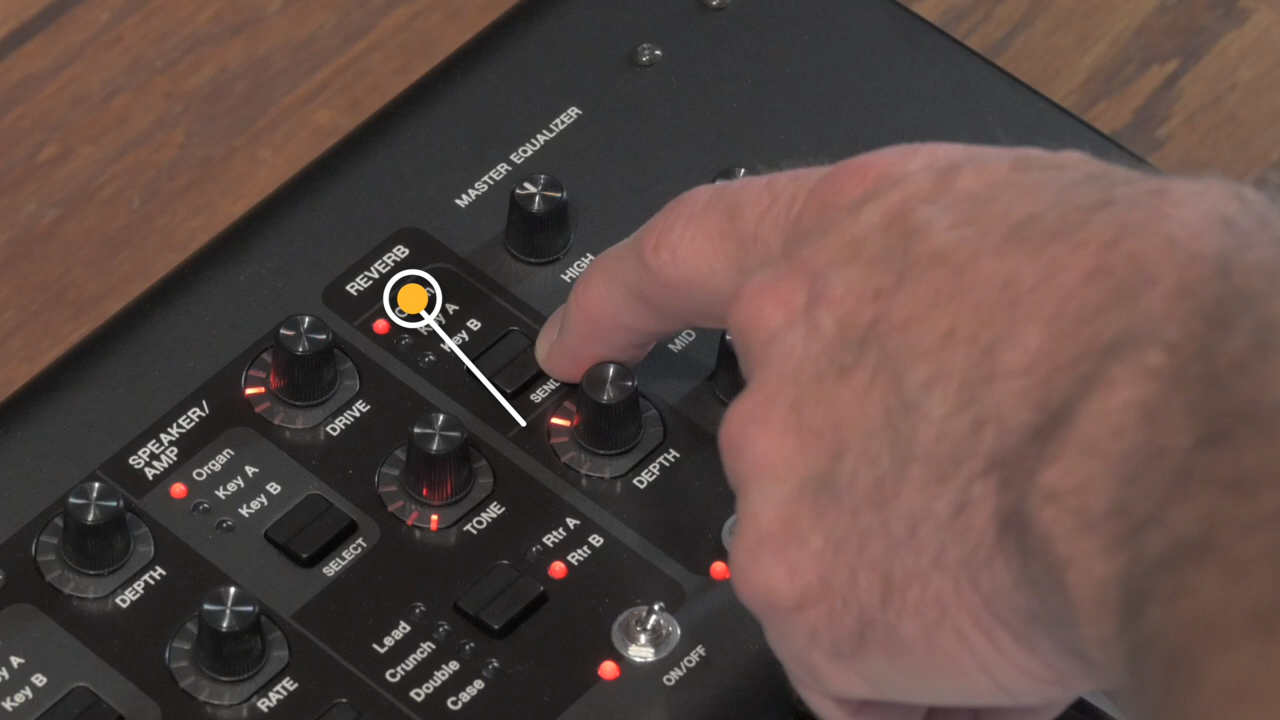 MASTER EQUALIZER
HIGH
MID
REVERB
Key B
DEPTH
DRIVE
SPEAKER/
AMP
Organ
Key A
Key B
SELECT
TONE
Rtr A
Rtr B
DEPTH
RATE
Lead
Crunch
Double
Case
ON/OFF
Key B